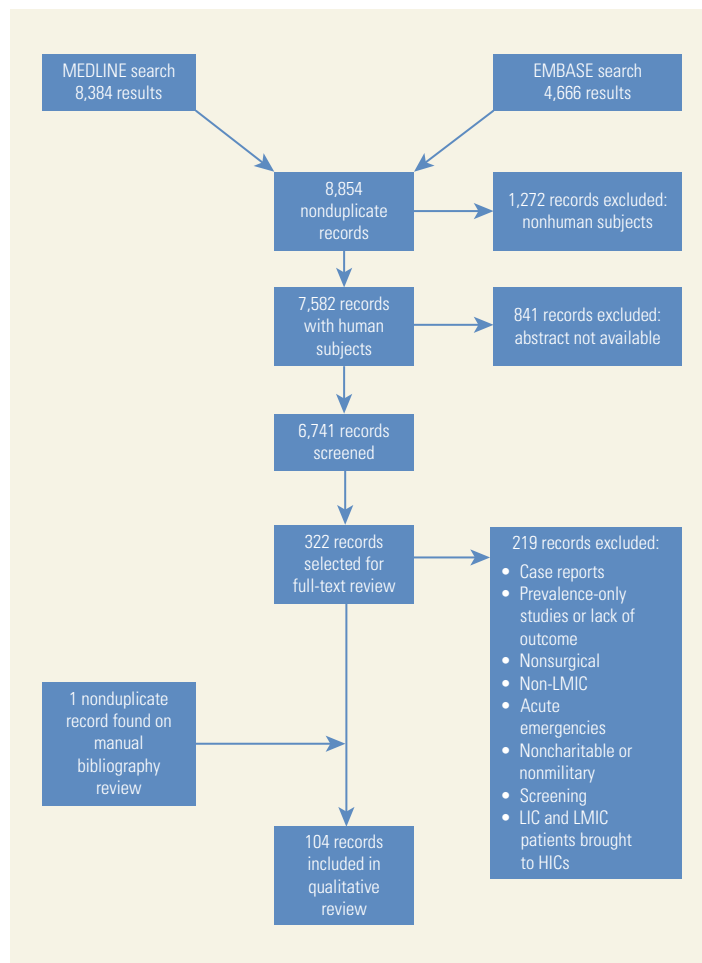 MEDLINE search
8,384 results
EMBASE search
4,666 results
8,854
nonduplicate
records
1,272 records excluded:
nonhuman subjects
7,582 records
with human
subjects
841 records excluded:
abstract not available
6,741 records
screened
322 records
selected for
full-text review
219 records excluded:
• Case reports
• Prevalence-only
studies or lack of
outcome
• Nonsurgical
• Non-LMIC
• Acute
emergencies
• Noncharitable or
nonmilitary
• Screening
• LIC and LMIC
patients brought
to HICs
1 nonduplicate
record found on
manual
bibliography
review
104 records
included in
qualitative
review